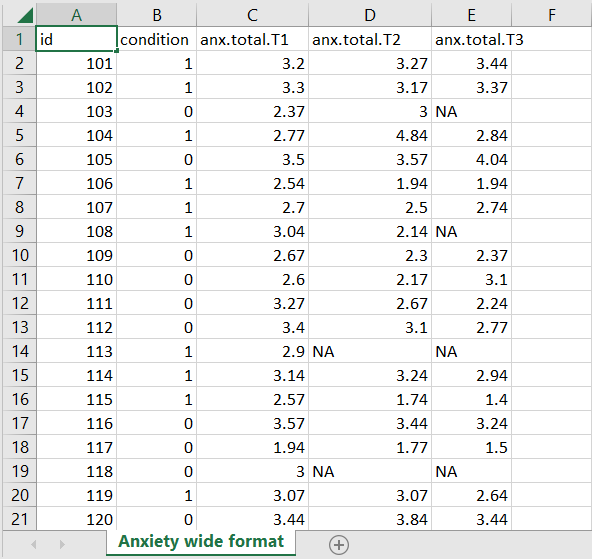 A B C D E F
1 id condition anx.total.T1 anx.total.T2 anx.total.T3
2 101 1 3.2 3.27 3.44
3 102 1 3.3 3.17 3.37
4 103 0 2.37 3 NA
5 104 1 2.77 4.84 2.84
6 105 0 3.5 3.57 4.04
7 106 1 2.54 1.94 1.94
8 107 1 2.7 2.5 2.74
9 108 1 3.04 2.14 NA
10 109 0 2.67 2.3 2.37
11 110 0 2.6 2.17 3.1
12 111 0 3.27 2.67 2.24
13 112 0 3.4 3.1 2.77
14 113 1 2.9 NA NA
15 114 1 3.14 3.24 2.94
16 115 1 2.57 1.74 1.4
17 116 0 3.57 3.44 3.24
18 117 0 1.94 1.77 1.5
19 118 0 3 NA NA
20 119 1 3.07 3.07 2.64
21 120 0 3.44 3.84 3.44
Anxiety wide format